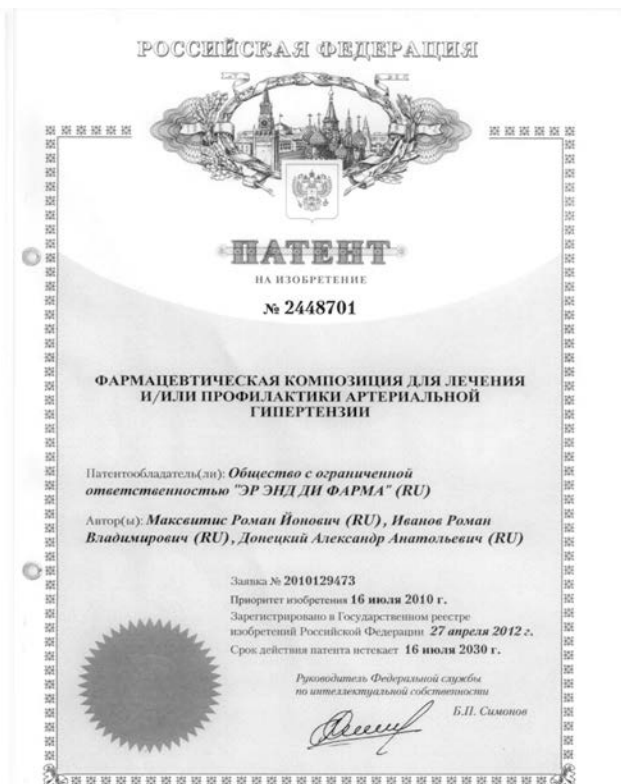 РОССИЙСКАЯ ФЕДЕРАЦИЯ
ПАТЕНТ
НА ИЗОБРЕТЕНИЕ
№ 2448701
ФАРМАЦЕВТИЧЕСКАЯ КОМПОЗИЦИЯ ДЛЯ ЛЕЧЕНИЯ
И/ИЛИ ПРОФИЛАКТИКИ АРТЕРИАЛЬНОЙ
ГИПЕРТЕНЗИИ
Патентообладатель(ли): Общество с ограниченной
ответственностью "ЭР ЭНД ДИ ФАРМА" (RU)
Автор(ы): Максвитис Роман Йонович (RU), Иванов Роман
Владимирович (RU), Донецкий Александр Анатольевич (RU)
Заявка № 2010129473
Приоритет изобретения 16 июля 2010 г.
Зарегистрировано в Государственном реестре
изобретений Российской Федерации 27 апреля 2012 г.
Срок действия патента истекает 16 июля 2030 г.
Руководитель Федеральной службы
по интеллектуальной собственности
Б.П. Симонов